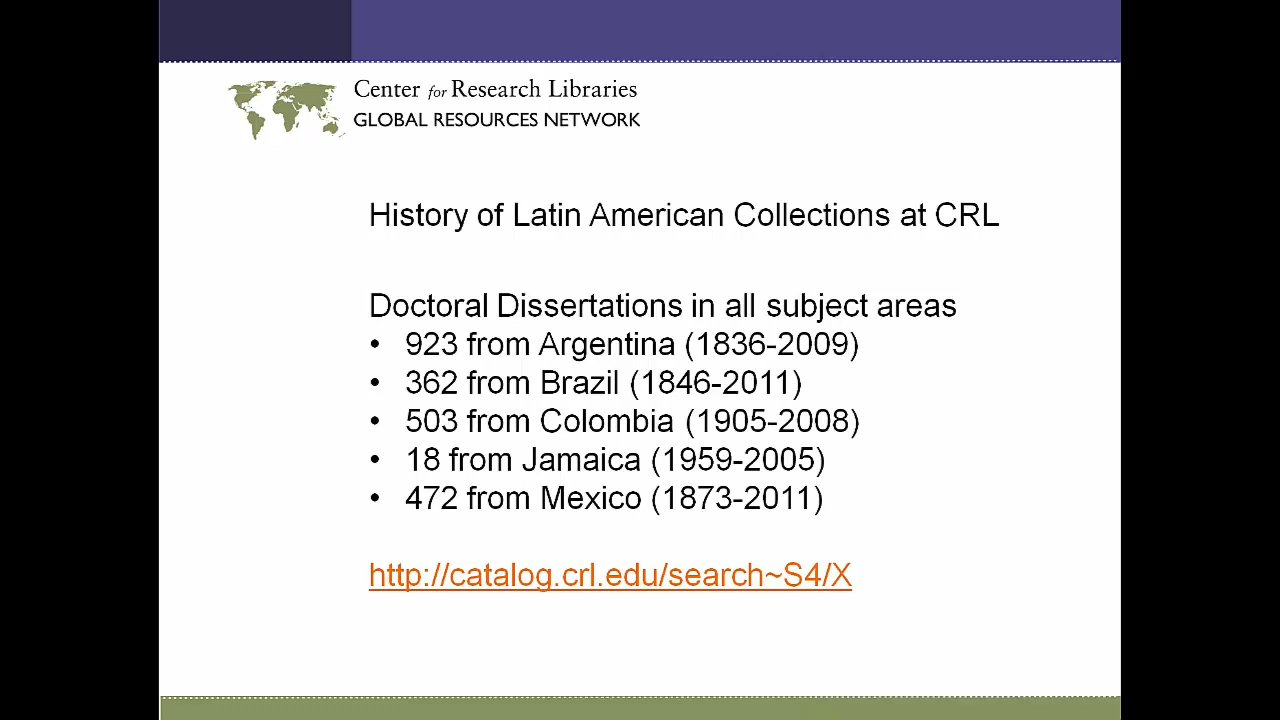 Center for Research Libraries
GLOBAL RESOURCES NETWORK
History of Latin American Collections at CRL
Doctoral Dissertations in all subject areas
• 923 from Argentina (1836-2009)
• 362 from Brazil (1846-2011)
• 503 from Colombia (1905-2008)
• 18 from Jamaica (1959-2005)
• 472 from Mexico (1873-2011)
http://catalog.crl.edu/search~S4/X